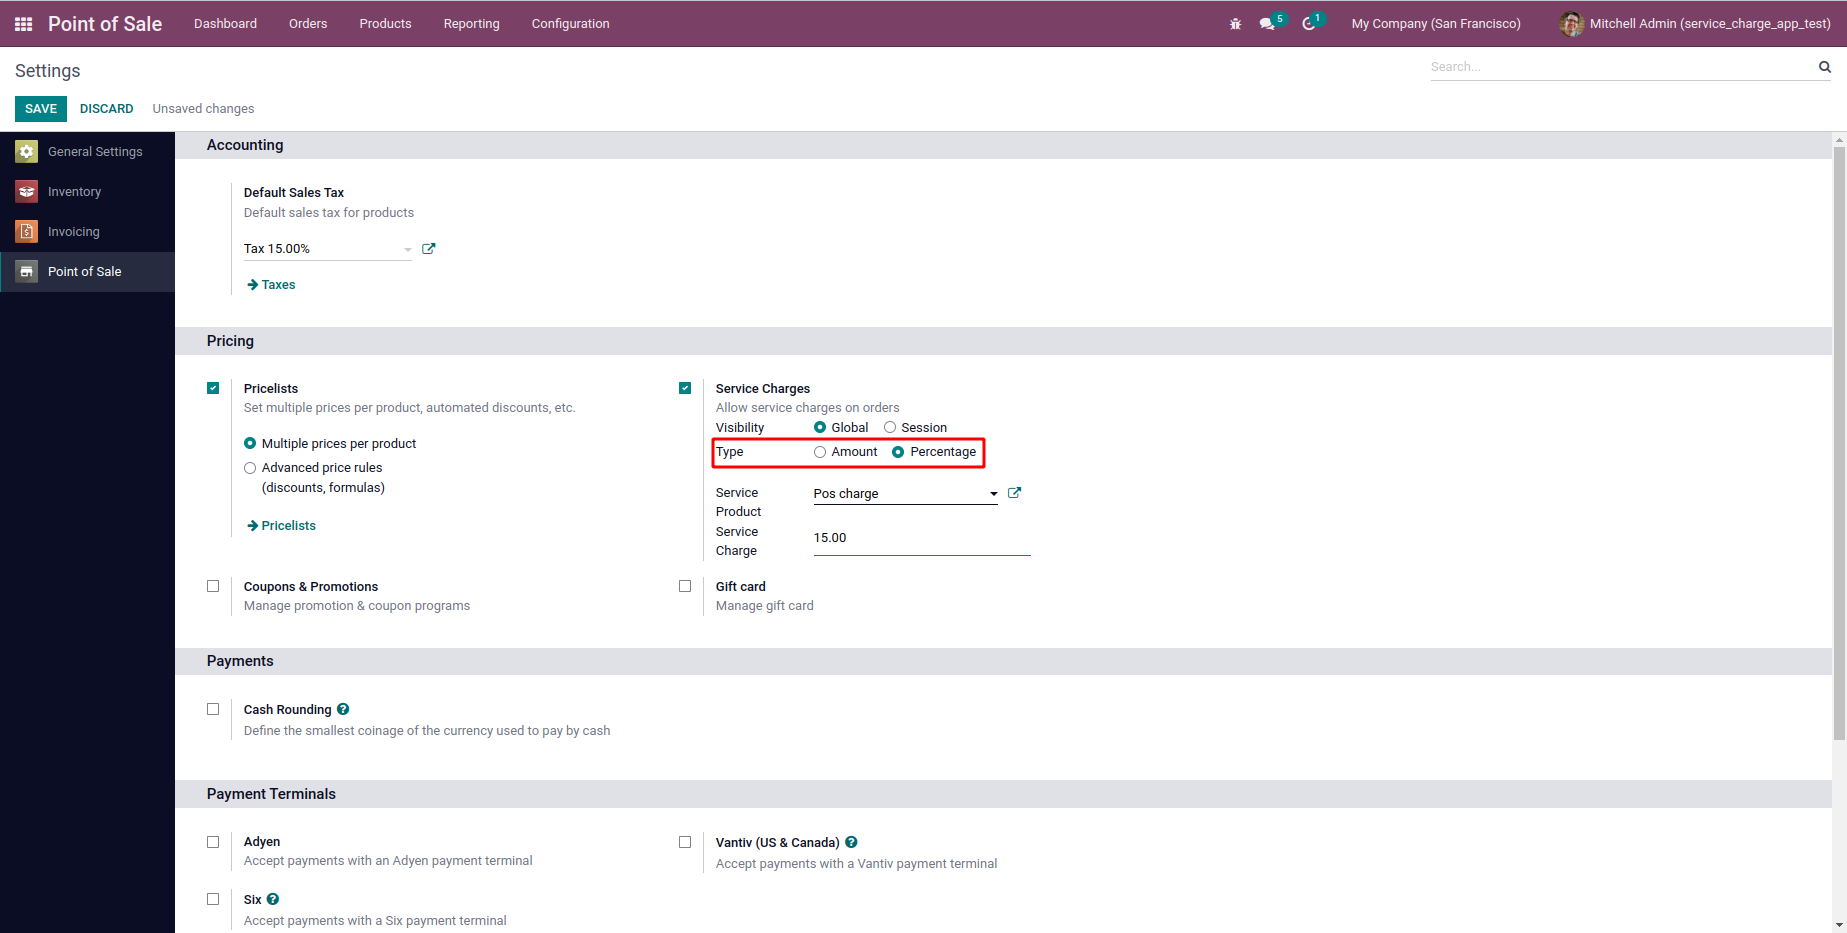 Point of Sale Dashboard Orders Products Reporting Configuration 5 1 My Company (San Francisco) Mitchell Admin (service_charge_app_test)
Settings Search...
SAVE DISCARD Unsaved changes
General Settings
Inventory
Invoicing
Point of Sale
Accounting
Default Sales Tax
Default sales tax for products
Tax 15.00%
Taxes
Pricing
Pricelists
Set multiple prices per product, automated discounts, etc.
Multiple prices per product
Advanced price rules
(discounts, formulas)
Pricelists
Service Charges
Allow service charges on orders
Visibility Global Session
Type Amount Percentage
Service
Product Pos charge
Service
Charge 15.00
Coupons & Promotions
Manage promotion & coupon programs
Gift card
Manage gift card
Payments
Cash Rounding ?
Define the smallest coinage of the currency used to pay by cash
Payment Terminals
Adyen
Accept payments with an Adyen payment terminal
Vantiv (US & Canada) ?
Accept payments with a Vantiv payment terminal
Six ?
Accept payments with a Six payment terminal